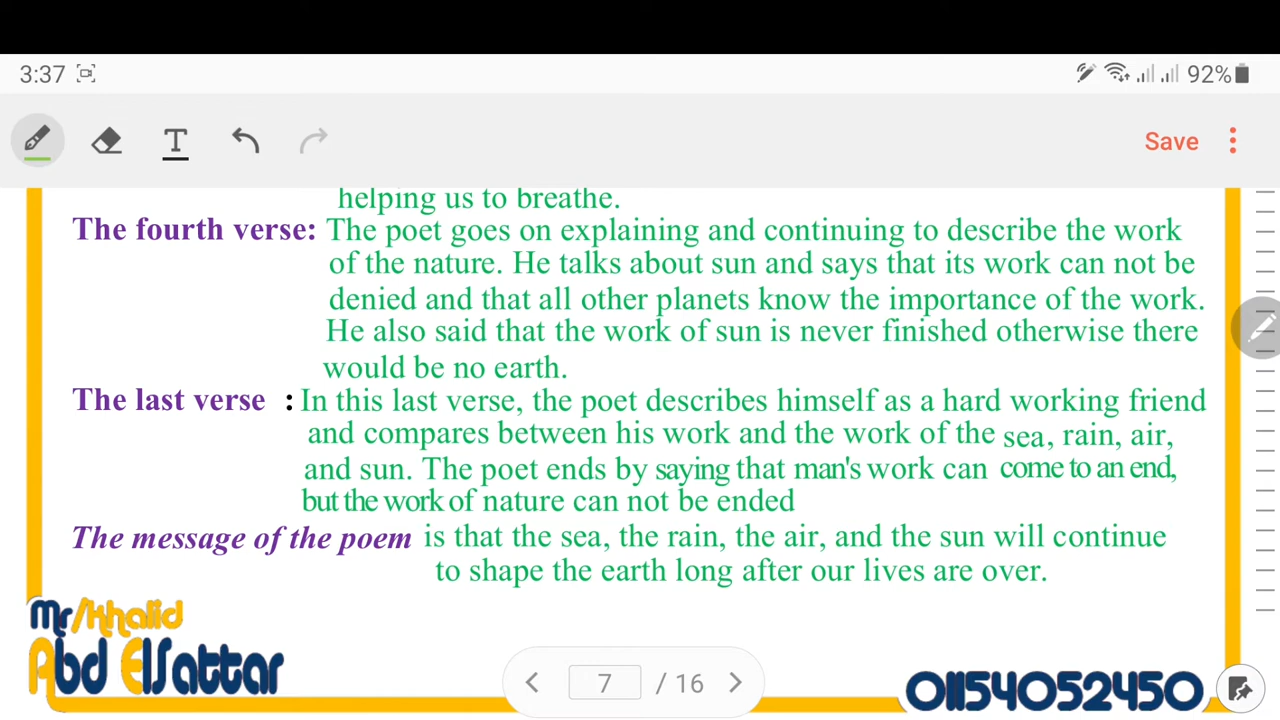 3:37 92%
T Save
helping us to breathe.
The fourth verse: The poet goes on explaining and continuing to describe the work
of the nature. He talks about sun and says that its work can not be
denied and that all other planets know the importance of the work.
He also said that the work of sun is never finished otherwise there
would be no earth.
The last verse : In this last verse, the poet describes himself as a hard working friend
and compares between his work and the work of the sea, rain, air,
and sun. The poet ends by saying that man's work can come to an end,
but the work of nature can not be ended
The message of the poem is that the sea, the rain, the air, and the sun will continue
to shape the earth long after our lives are over.
Mr/Khalid
Abd ElSattar
7 / 16
01154052450